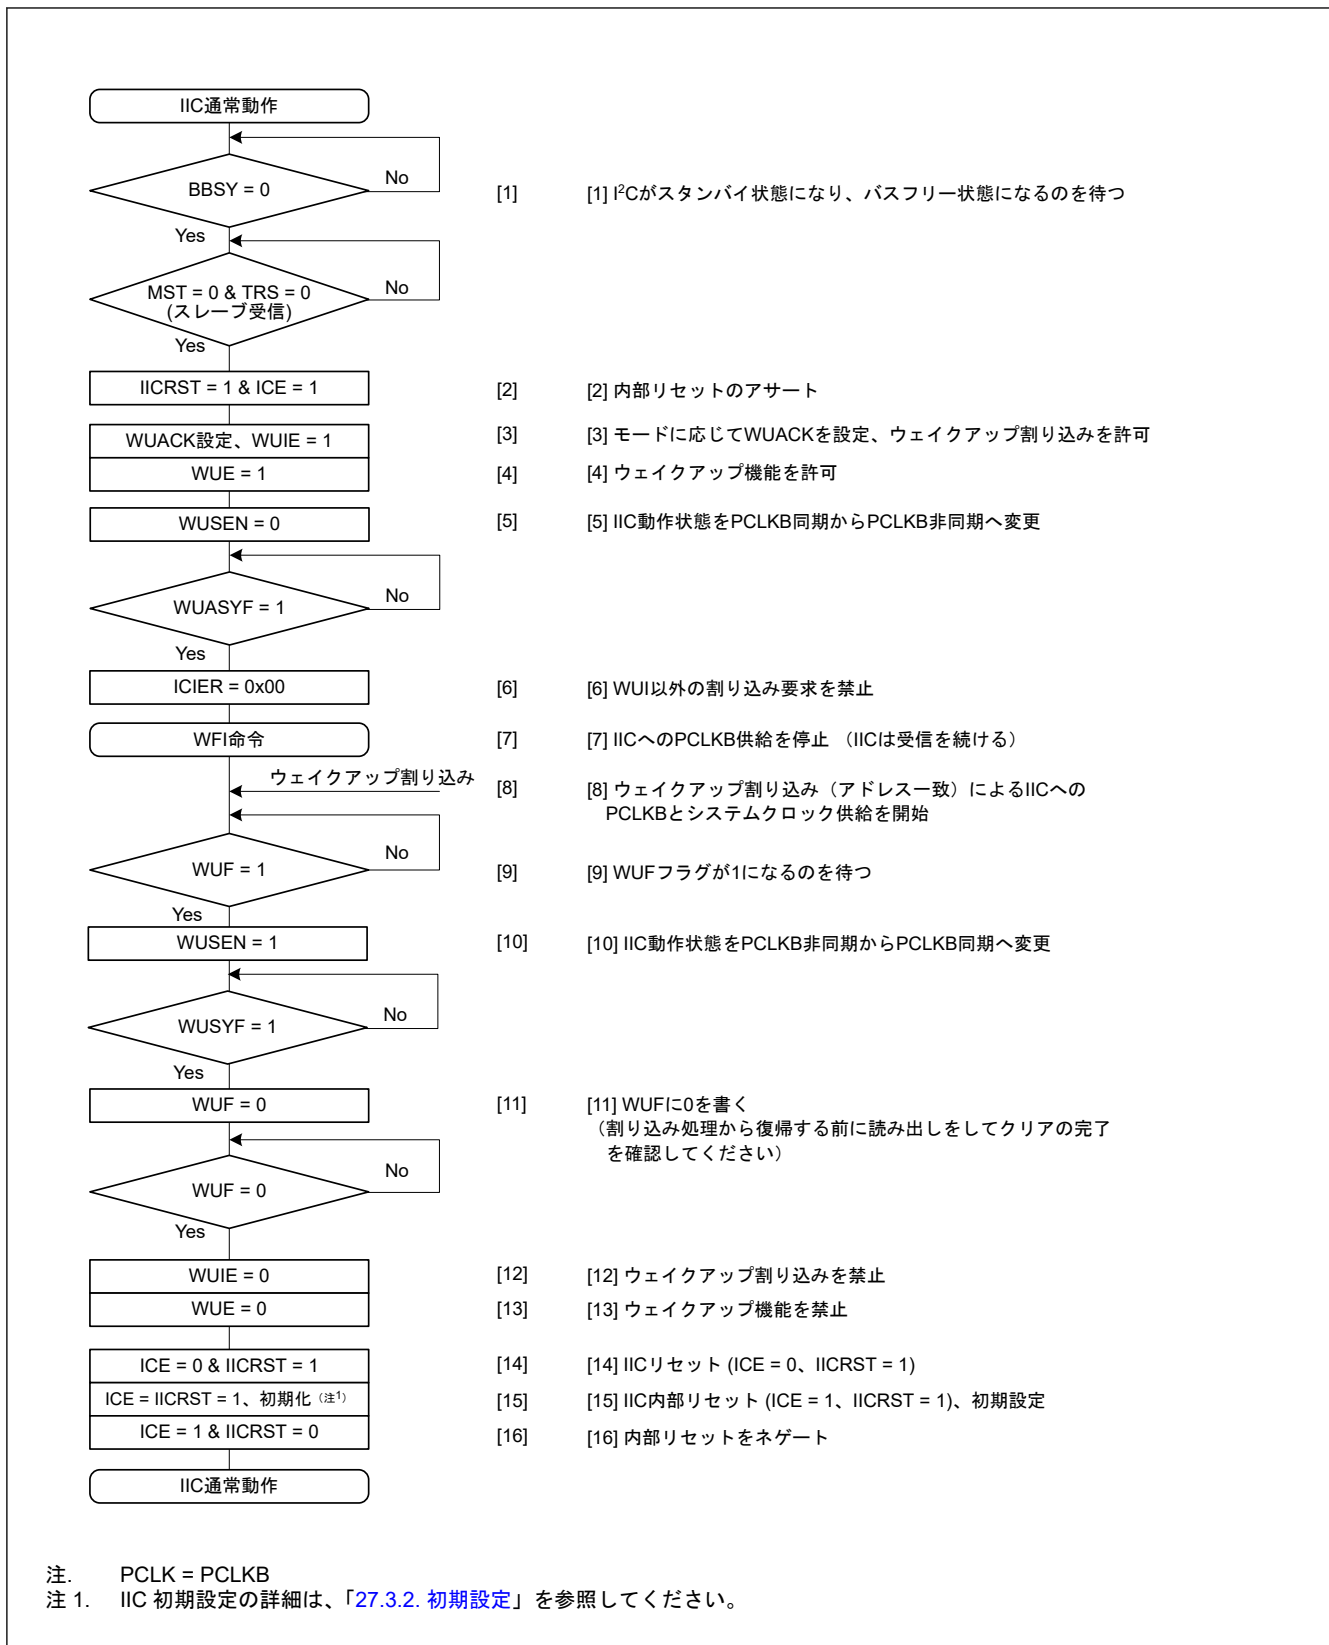 IIC通常動作
BBSY = 0
No
[1]
[1] I²Cがスタンバイ状態になり、バスフリー状態になるのを待つ
Yes
MST = 0 & TRS = 0
(スレーブ受信)
No
Yes
IICRST = 1 & ICE = 1
[2]
[2] 内部リセットのアサート
WUACK設定、WUIE = 1
[3]
[3] モードに応じてWUACKを設定、ウェイクアップ割り込みを許可
WUE = 1
[4]
[4] ウェイクアップ機能を許可
WUSEN = 0
[5]
[5] IIC動作状態をPCLKB同期からPCLKB非同期へ変更
WUASYF = 1
No
Yes
ICIER = 0x00
[6]
[6] WUI以外の割り込み要求を禁止
WFI命令
[7]
[7] IICへのPCLKB供給を停止 （IICは受信を続ける）
ウェイクアップ割り込み
[8]
[8] ウェイクアップ割り込み（アドレス一致）によるIICへの
PCLKBとシステムクロック供給を開始
WUF = 1
No
[9]
[9] WUFフラグが1になるのを待つ
Yes
WUSEN = 1
[10]
[10] IIC動作状態をPCLKB非同期からPCLKB同期へ変更
WUSYF = 1
No
Yes
WUF = 0
[11]
[11] WUFに0を書く
（割り込み処理から復帰する前に読み出しをしてクリアの完了
を確認してください）
WUF = 0
No
Yes
WUIE = 0
[12]
[12] ウェイクアップ割り込みを禁止
WUE = 0
[13]
[13] ウェイクアップ機能を禁止
ICE = 0 & IICRST = 1
[14]
[14] IICリセット (ICE = 0、IICRST = 1)
ICE = IICRST = 1、初期化（注1）
[15]
[15] IIC内部リセット (ICE = 1、IICRST = 1)、初期設定
ICE = 1 & IICRST = 0
[16]
[16] 内部リセットをネゲート
IIC通常動作
注. PCLK = PCLKB
注 1. IIC 初期設定の詳細は、「27.3.2. 初期設定」を参照してください。